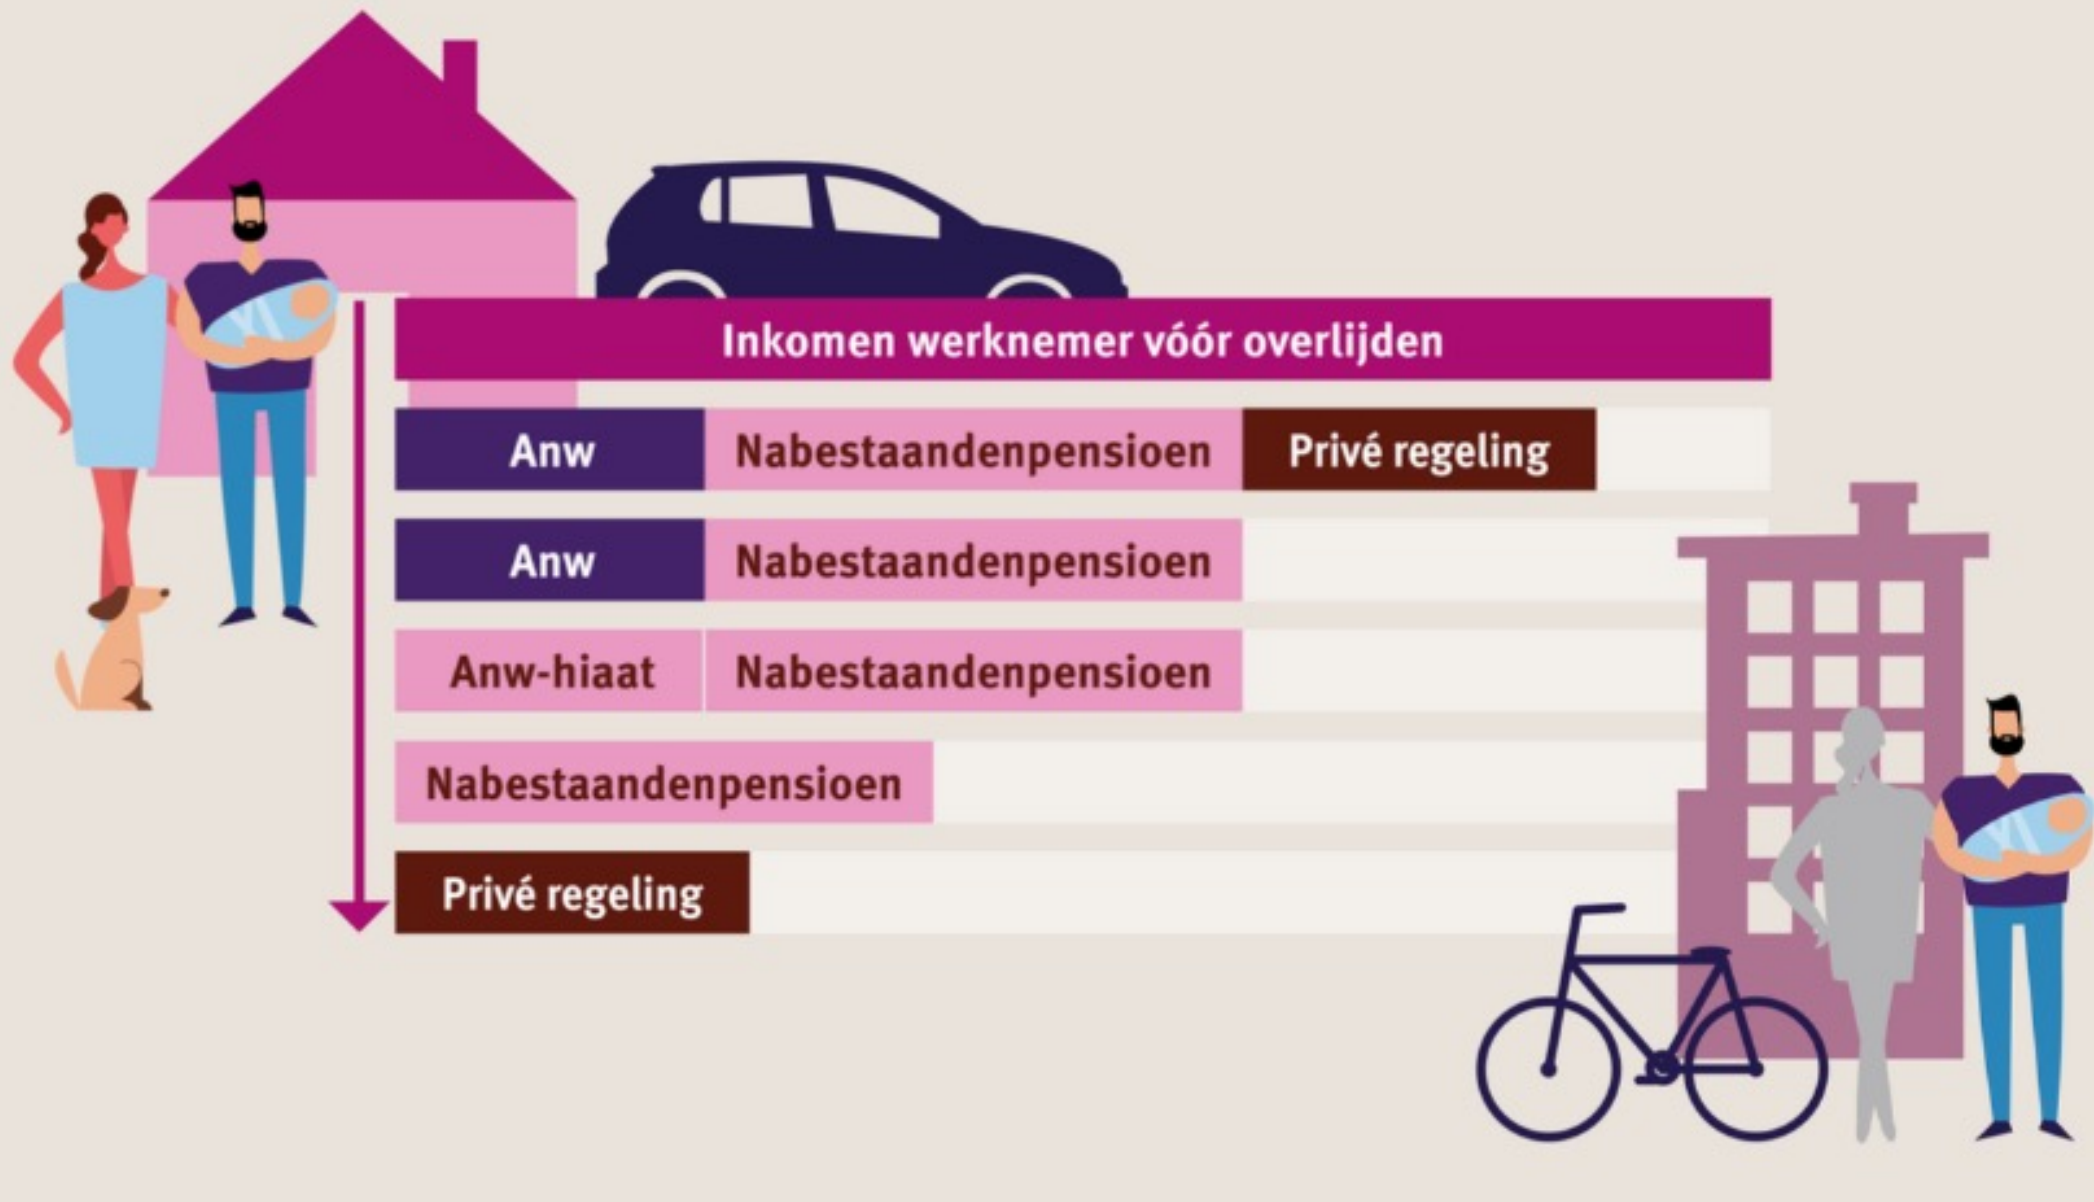 Inkomen werknemer vóór overlijden
Anw Nabestaandenpensioen Privé regeling
Anw Nabestaandenpensioen
Anw-hiaat Nabestaandenpensioen
Nabestaandenpensioen
Privé regeling